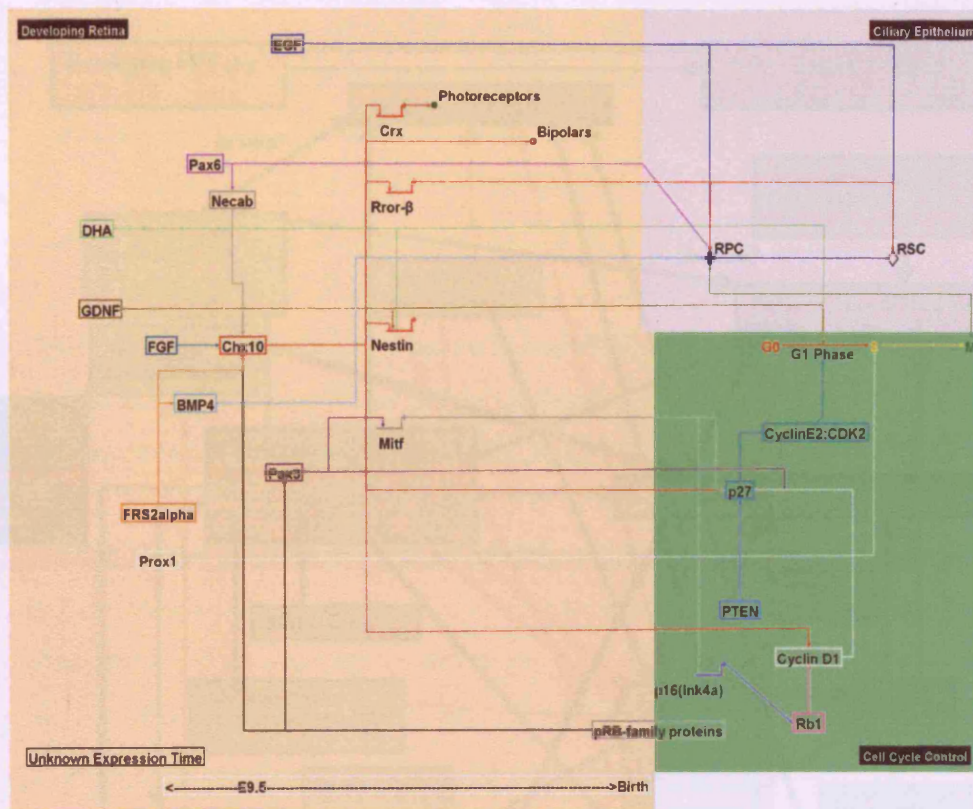 Developing Retina
Ciliary Epithelium
EGF
Photoreceptors
Crx
Bipolars
Pax6
Necab
Rror-β
DHA
RPC
RSC
GDNF
FGF
Chx10
Nestin
Go
S
M
G1 Phase
BMP4
Mitf
CyclinE2:CDK2
p27
FRS2alpha
Prox1
PTEN
Cyclin D1
p16(Ink4a)
Rb1
pRB-family proteins
Unknown Expression Time
Cell Cycle Control
E9.5
Birth